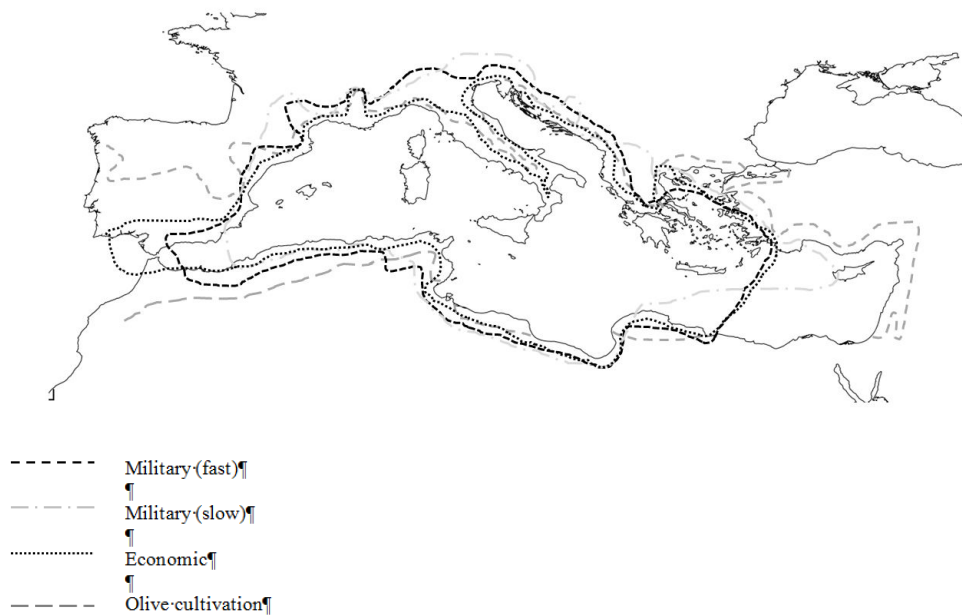 Military·(fast)¶
¶
Military·(slow)¶
¶
Economic¶
¶
Olive·cultivation¶